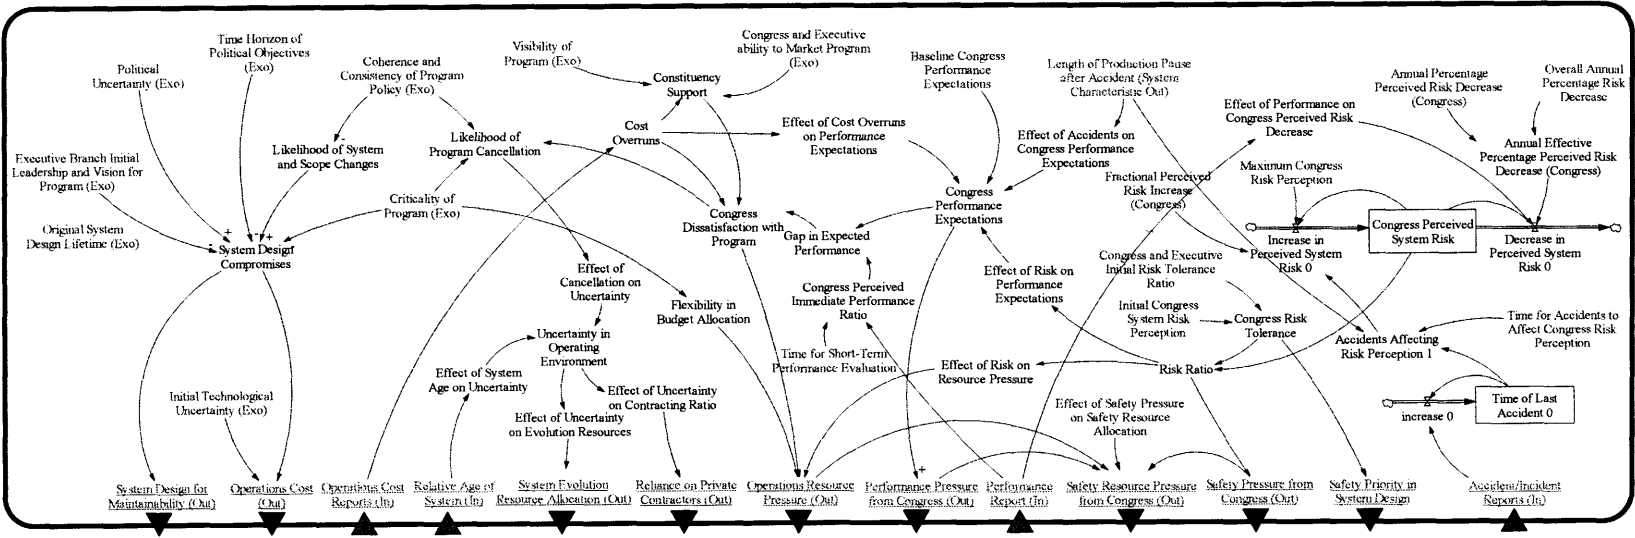 Time Horizon of
Political Objectives
(Exo)
Political
Uncertainty (Exo)
Coherence and
Consistency of Program
Policy (Exo)
Visibility of
Program (Exo)
Congress and Executive
ability to Market Program
(Exo)
Constituency
Support
Baseline Congress
Performance
Expectations
Length of Production Pause
after Accident (System
Characteristic Out)
Annual Percentage
Perceived Risk Decrease
(Congress)
Overall Annual
Percentage Risk
Decrease
Effect of Performance on
Congress Perceived Risk
Decrease
Likelihood of System
and Scope Changes
Likelihood of
Program Cancellation
Cost
Overruns
Effect of Cost Overruns
on Performance
Expectations
Effect of Accidents on
Congress Performance
Expectations
Annual Effective
Percentage Perceived Risk
Decrease (Congress)
Executive Branch Initial
Leadership and Vision for
Program (Exo)
Criticality of
Program (Exo)
Congress
Performance
Expectations
Fractional Perceived
Risk Increase
(Congress)
Maximum Congress
Risk Perception
Original System
Design Lifetime (Exo)
+
-
+
-
System Design
Compromises
Congress
Dissatisfaction with
Program
Gap in Expected
Performance
Increase in
Perceived System
Risk 0
Congress Perceived
System Risk
Decrease in
Perceived System
Risk 0
Effect of
Cancellation on
Uncertainty
Flexibility in
Budget Allocation
Congress Perceived
Immediate Performance
Ratio
Effect of Risk on
Performance
Expectations
Congress and Executive
Initial Risk Tolerance
Ratio
Initial Congress
System Risk
Perception
Congress Risk
Tolerance
Time for Accidents to
Affect Congress Risk
Perception
Accidents Affecting
Risk Perception 1
Uncertainty in
Operating
Environment
Time for Short-Term
Performance Evaluation
Effect of System
Age on Uncertainty
Effect of Risk on
Resource Pressure
Risk Ratio
Initial Technological
Uncertainty (Exo)
Effect of Uncertainty
on Contracting Ratio
Effect of Uncertainty
on Evolution Resources
Effect of Safety Pressure
on Safety Resource
Allocation
increase 0
Time of Last
Accident 0
+
System Design for
Maintainability (Out)
Operations Cost
(Out)
Operations Cost
Reports (In)
Relative Age of
System (In)
System Evolution
Resource Allocation (Out)
Reliance on Private
Contractors (Out)
Operations Resource
Pressure (Out)
Performance Pressure
from Congress (Out)
Performance
Report (In)
Safety Resource Pressure
from Congress (Out)
Safety Pressure from
Congress (Out)
Safety Priority in
System Design
Accident/Incident
Reports (In)